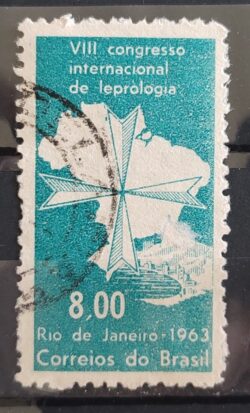 VIII congresso
internacional
de leprologia
8,00
Rio de Janeiro-1963
Correios do Brasil